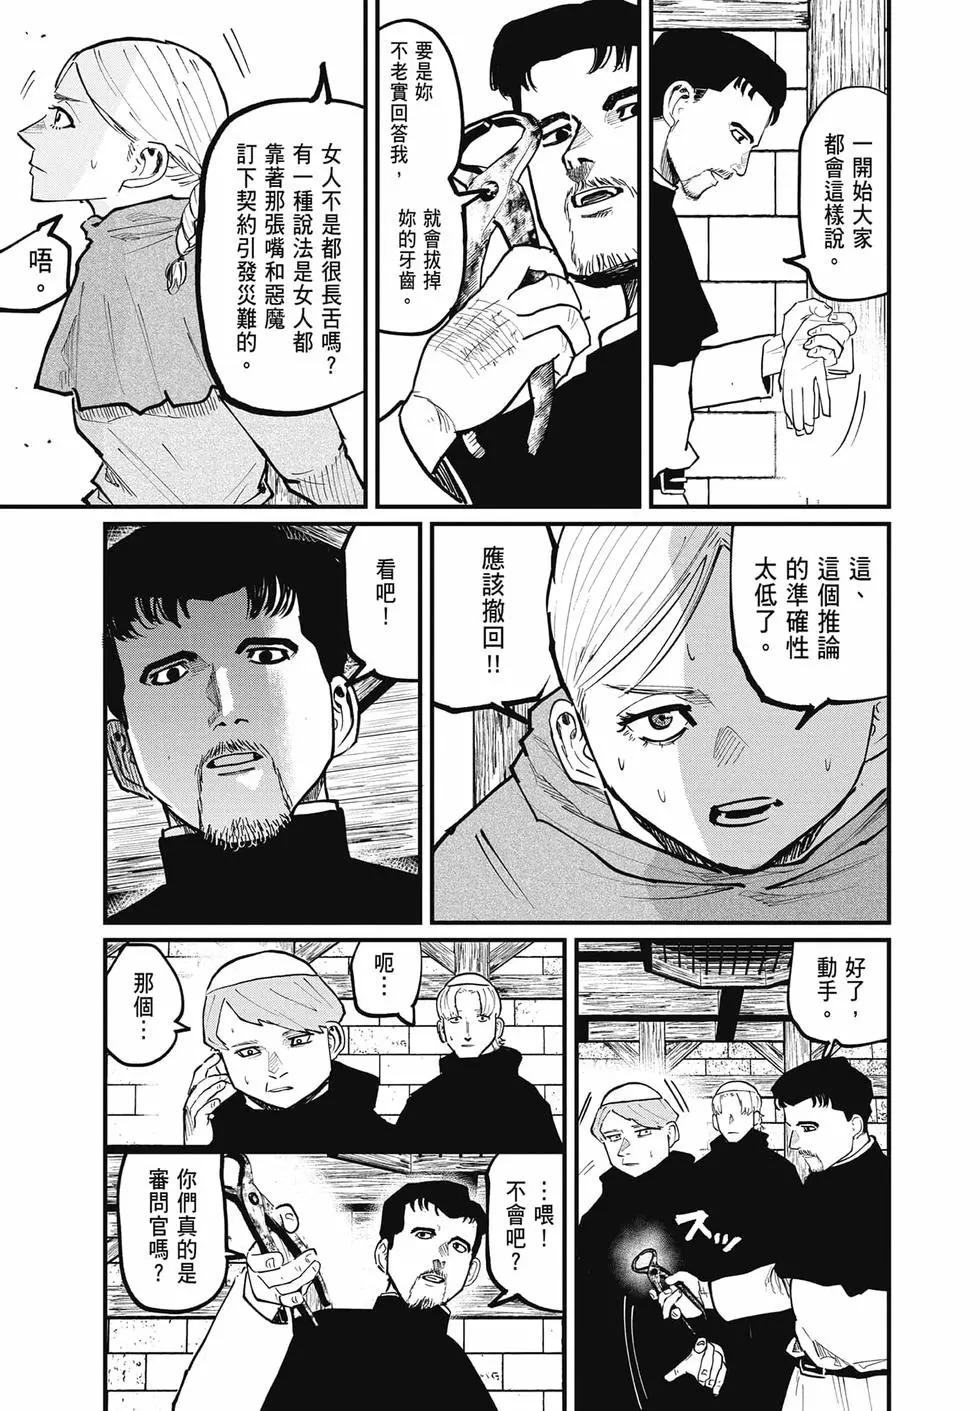 一開始大家
都會這樣說。
要是妳
不老實回答我，
就會拔掉
妳的牙齒。
女人不是都很長舌嗎？
有一種說法是女人都
靠著那張嘴和惡魔
訂下契約引發災難的。
唔。
這、
這個推論
的準確性
太低了。
應該撤回!!
看吧！
好了，
動手。
スッ
呃…
那個…
…喂！
不會吧？
你們真的是
審問官嗎？